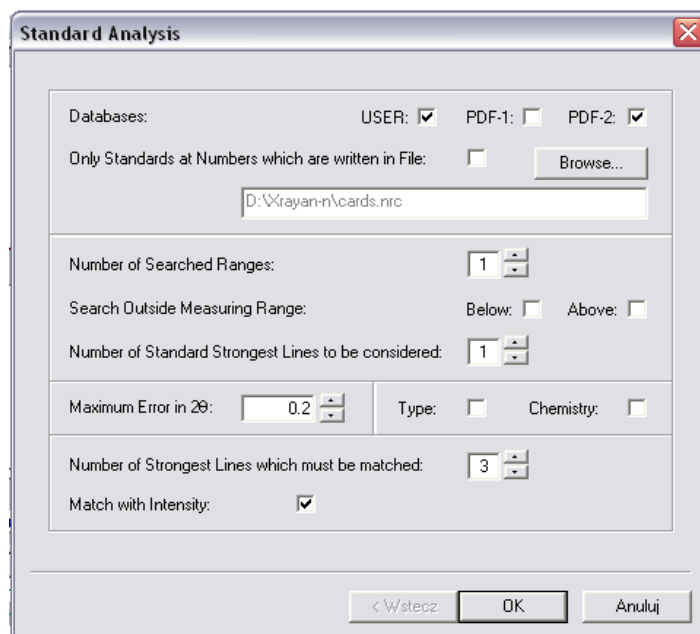 Standard Analysis
Databases: USER: PDF-1: PDF-2:
Only Standards at Numbers which are written in File: Browse...
D:\Xrayan-n\cards.nrc
Number of Searched Ranges: 1
Search Outside Measuring Range: Below: Above:
Number of Standard Strongest Lines to be considered: 1
Maximum Error in 2θ: 0.2 Type: Chemistry:
Number of Strongest Lines which must be matched: 3
Match with Intensity:
< Wstecz OK Anuluj